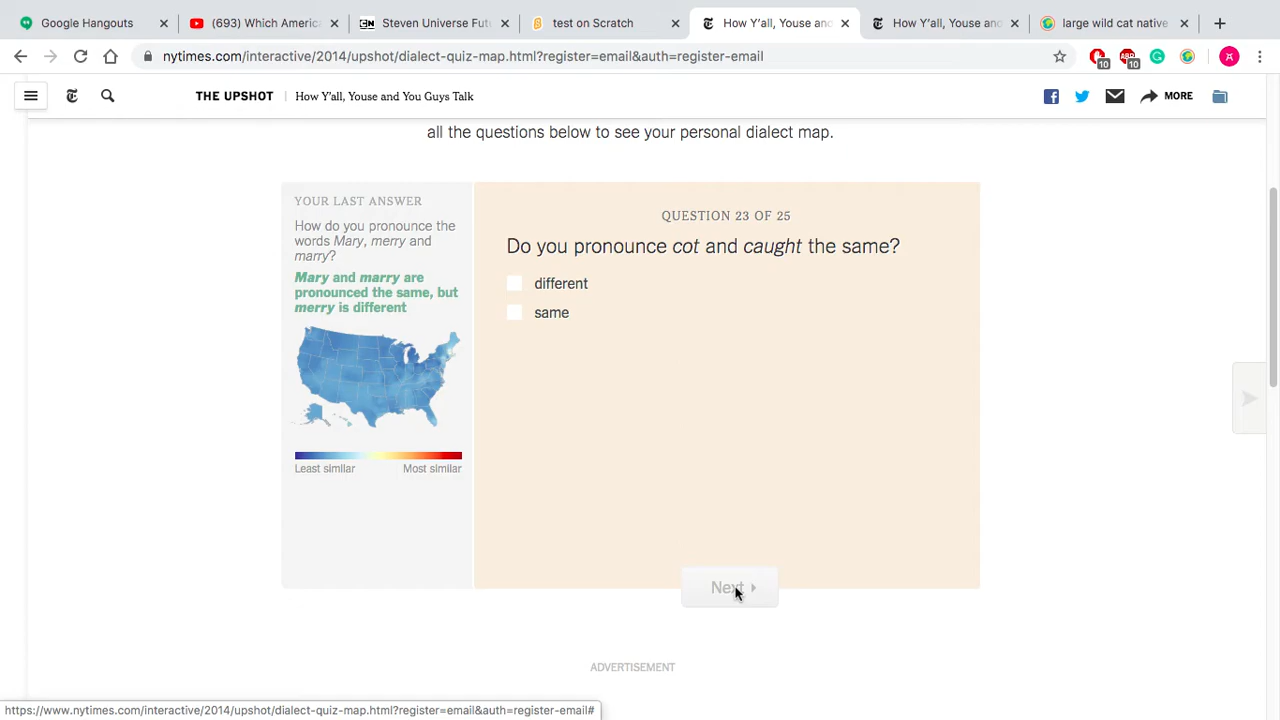 Google Hangouts
(693) Which America
CN Steven Universe Fut
test on Scratch
How Y'all, Youse and
How Y'all, Youse and
large wild cat native
nytimes.com/interactive/2014/upshot/dialect-quiz-map.html?register=email&auth=register-email
10
10
THE UPSHOT | How Y'all, Youse and You Guys Talk
MORE
all the questions below to see your personal dialect map.
YOUR LAST ANSWER
How do you pronounce the
words Mary, merry and
marry?
Mary and marry are
pronounced the same, but
merry is different
Least similar
Most similar
QUESTION 23 OF 25
Do you pronounce cot and caught the same?
different
same
Next
ADVERTISEMENT
https://www.nytimes.com/interactive/2014/upshot/dialect-quiz-map.html?register=email&auth=register-email#